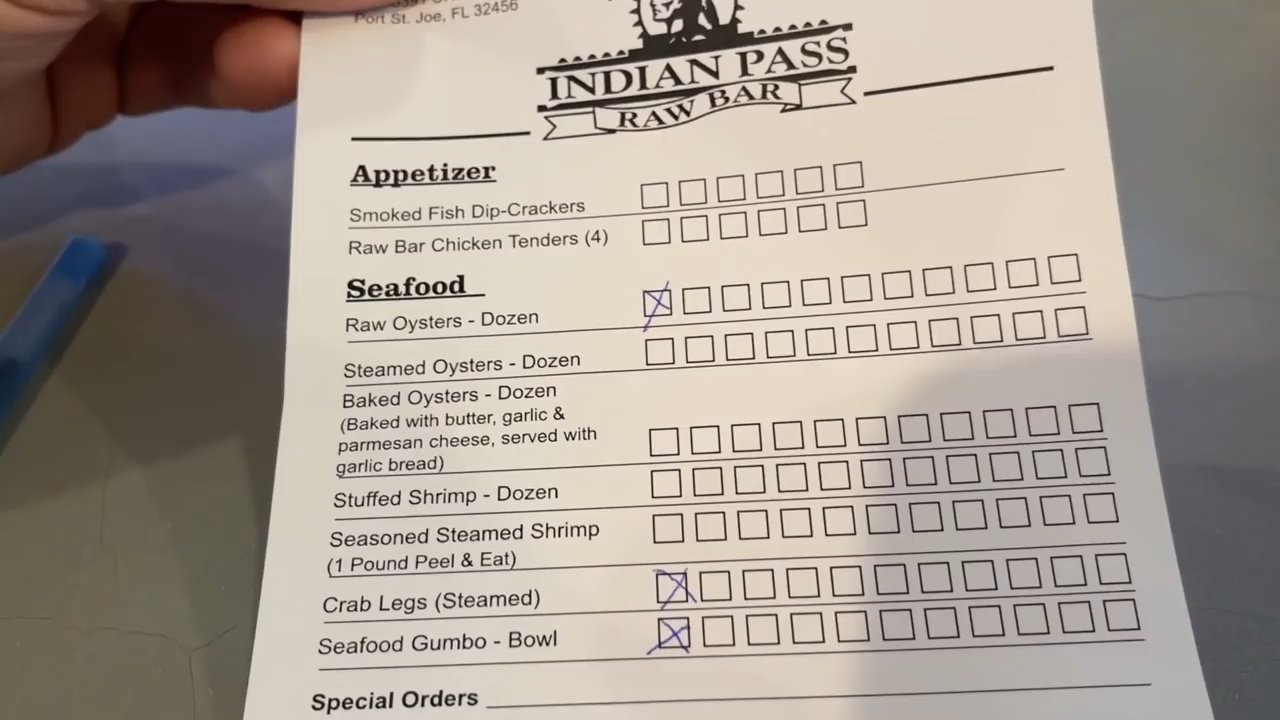 Port St. Joe, FL 32456
INDIAN PASS
RAW BAR
Appetizer
Smoked Fish Dip-Crackers
Raw Bar Chicken Tenders (4)
Seafood
Raw Oysters - Dozen
Steamed Oysters - Dozen
Baked Oysters - Dozen
(Baked with butter, garlic &
parmesan cheese, served with
garlic bread)
Stuffed Shrimp - Dozen
Seasoned Steamed Shrimp
(1 Pound Peel & Eat)
Crab Legs (Steamed)
Seafood Gumbo - Bowl
Special Orders